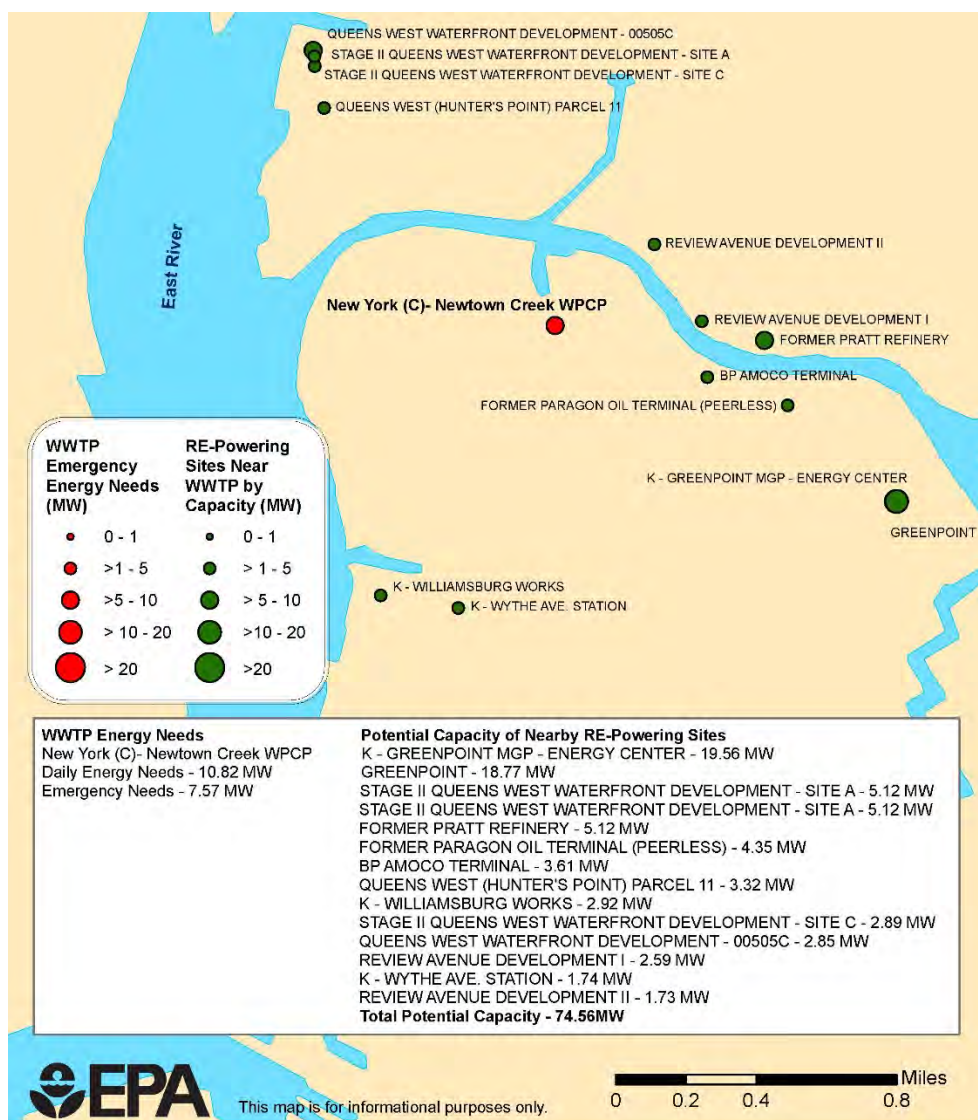 QUEENS WEST WATERFRONT DEVELOPMENT - 00505C
STAGE II QUEENS WEST WATERFRONT DEVELOPMENT - SITE A
STAGE II QUEENS WEST WATERFRONT DEVELOPMENT - SITE C
QUEENS WEST (HUNTER'S POINT) PARCEL 11
East River
REVIEW AVENUE DEVELOPMENT II
New York (C)- Newtown Creek WPCP
REVIEW AVENUE DEVELOPMENT I
FORMER PRATT REFINERY
BP AMOCO TERMINAL
FORMER PARAGON OIL TERMINAL (PEERLESS)
K - GREENPOINT MGP - ENERGY CENTER
GREENPOINT
K - WILLIAMSBURG WORKS
K - WYTHE AVE. STATION
WWTP
Emergency
Energy Needs
(MW)
0 - 1
>1 - 5
>5 - 10
> 10 - 20
> 20
RE-Powering
Sites Near
WWTP by
Capacity (MW)
0 - 1
> 1 - 5
> 5 - 10
>10 - 20
>20
WWTP Energy Needs
New York (C)- Newtown Creek WPCP
Daily Energy Needs - 10.82 MW
Emergency Needs - 7.57 MW
Potential Capacity of Nearby RE-Powering Sites
K - GREENPOINT MGP - ENERGY CENTER - 19.56 MW
GREENPOINT - 18.77 MW
STAGE II QUEENS WEST WATERFRONT DEVELOPMENT - SITE A - 5.12 MW
STAGE II QUEENS WEST WATERFRONT DEVELOPMENT - SITE A - 5.12 MW
FORMER PRATT REFINERY - 5.12 MW
FORMER PARAGON OIL TERMINAL (PEERLESS) - 4.35 MW
BP AMOCO TERMINAL - 3.61 MW
QUEENS WEST (HUNTER'S POINT) PARCEL 11 - 3.32 MW
K - WILLIAMSBURG WORKS - 2.92 MW
STAGE II QUEENS WEST WATERFRONT DEVELOPMENT - SITE C - 2.89 MW
QUEENS WEST WATERFRONT DEVELOPMENT - 00505C - 2.85 MW
REVIEW AVENUE DEVELOPMENT I - 2.59 MW
K - WYTHE AVE. STATION - 1.74 MW
REVIEW AVENUE DEVELOPMENT II - 1.73 MW
Total Potential Capacity - 74.56MW
EPA
This map is for informational purposes only.
Miles
0 0.2 0.4 0.8